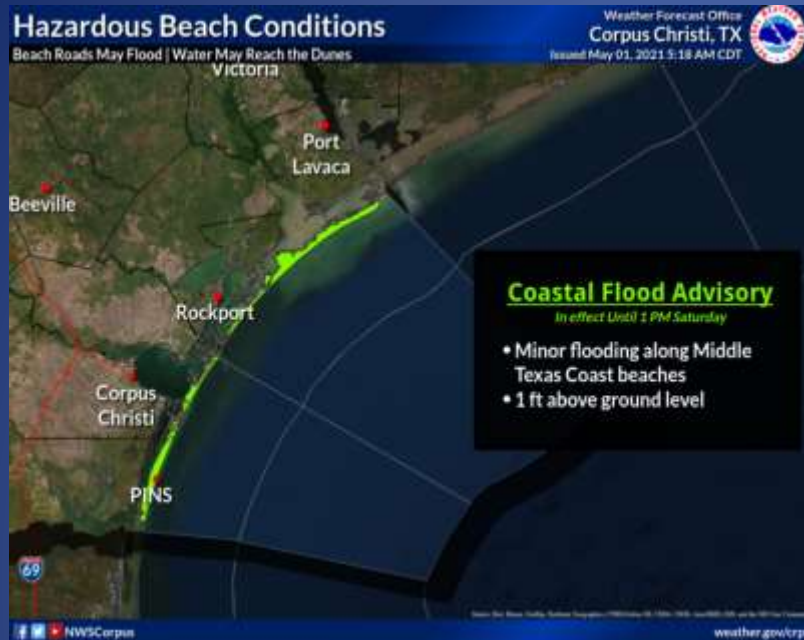 Hazardous Beach Conditions
Beach Roads May Flood | Water May Reach the Dunes
Weather Forecast Office
Corpus Christi, TX
Issued May 01, 2021 5:18 AM CDT
Victoria
Port
Lavaca
Beeville
Rockport
Corpus
Christi
PINS
69
Coastal Flood Advisory
In effect Until 1 PM Saturday
• Minor flooding along Middle
Texas Coast beaches
• 1 ft above ground level
NWSCorpus
weather.gov/crp